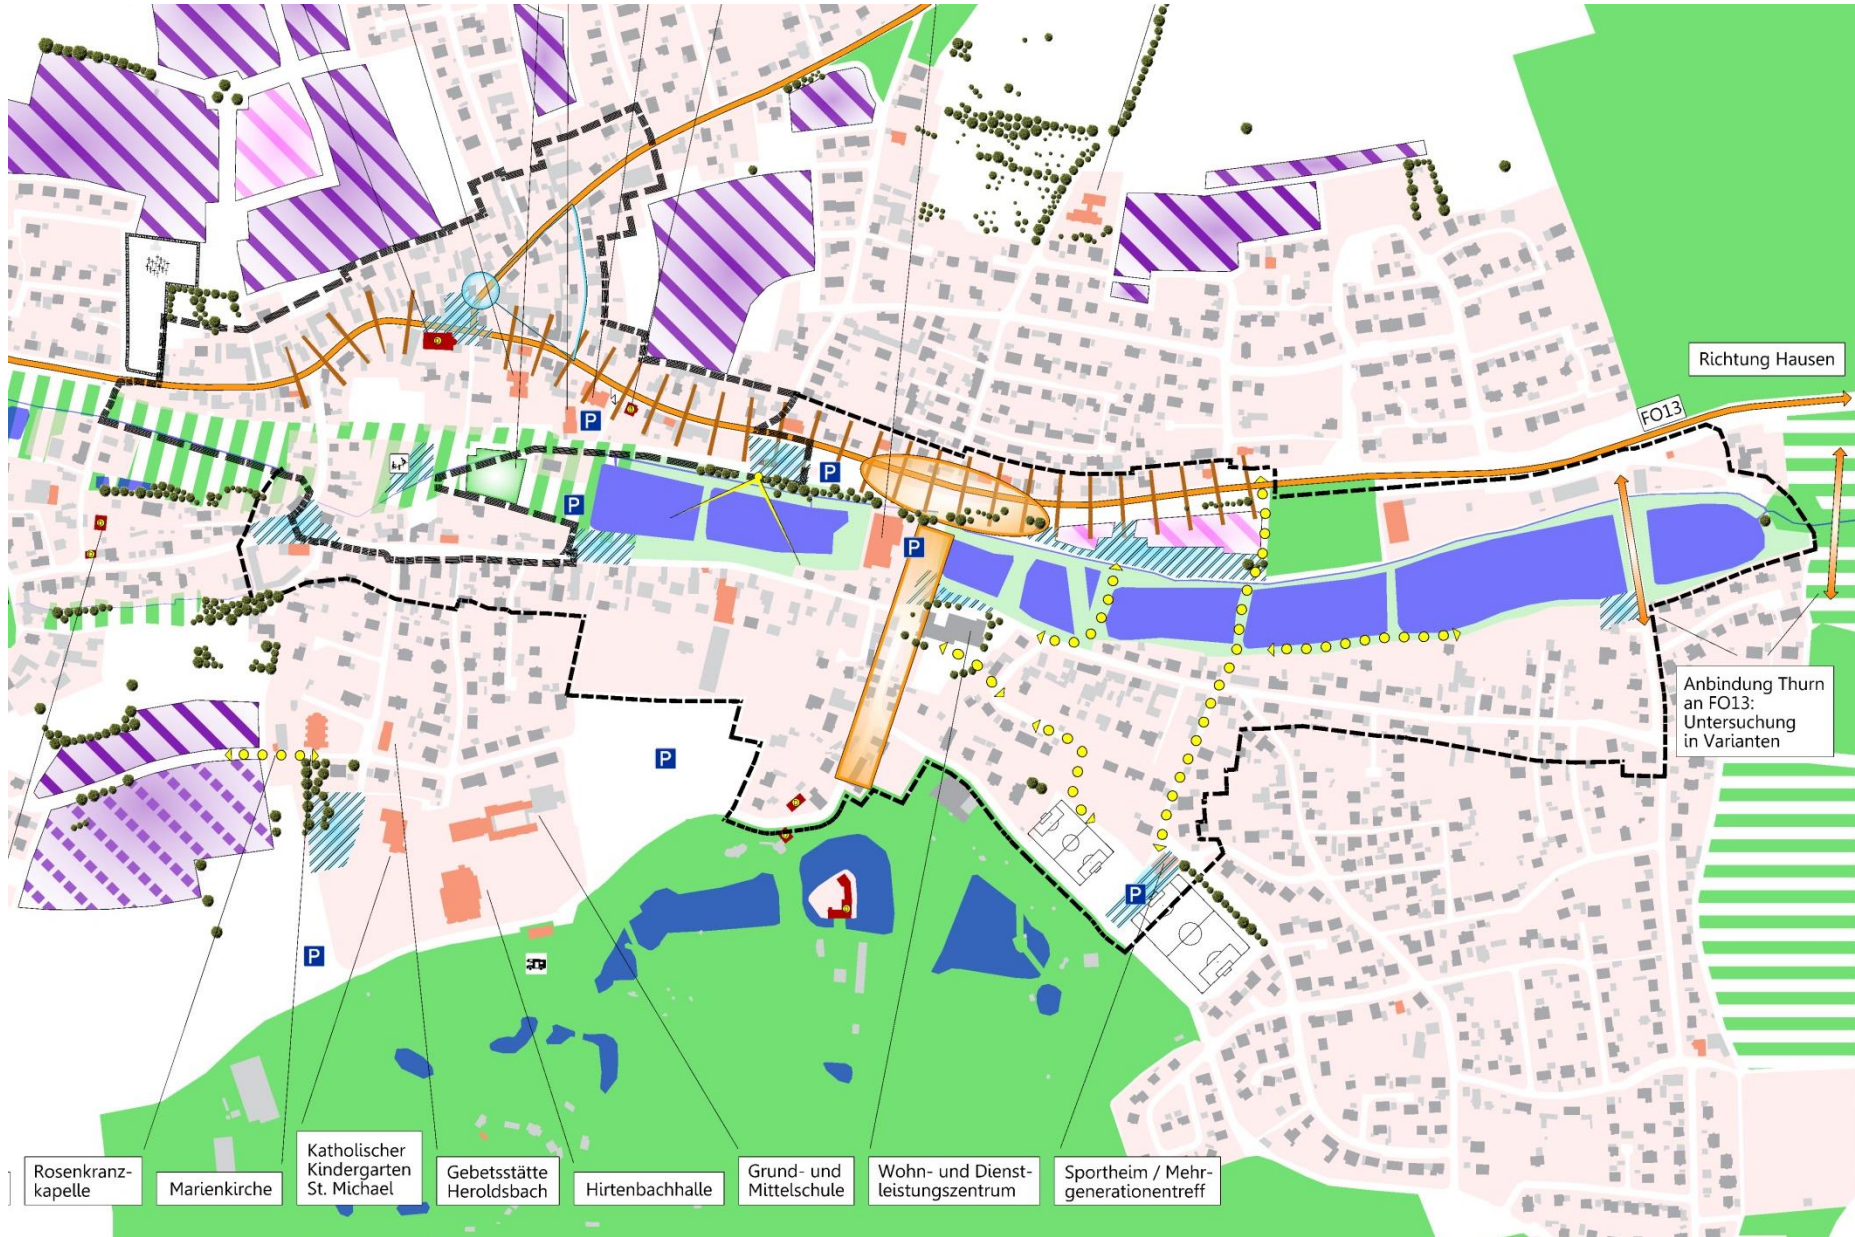 P
P
P
P
P
P
P
P
Richtung Hausen
FO13
Anbindung Thurn
an FO13:
Untersuchung
in Varianten
Rosenkranz-
kapelle
Marienkirche
Katholischer
Kindergarten
St. Michael
Gebetsstätte
Heroldsbach
Hirtenbachhalle
Grund- und
Mittelschule
Wohn- und Dienst-
leistungszentrum
Sportheim / Mehr-
generationentreff